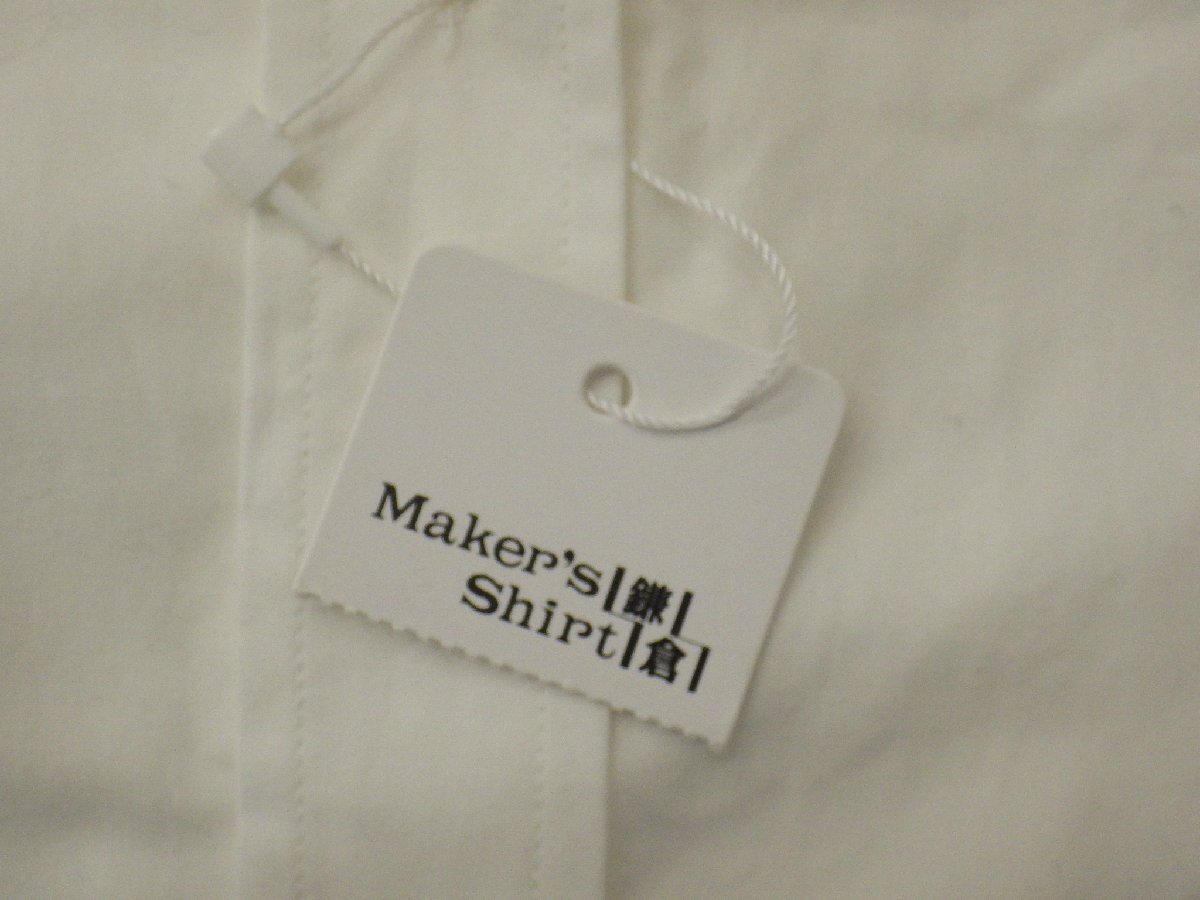 Maker's 鎌
Shirt 倉